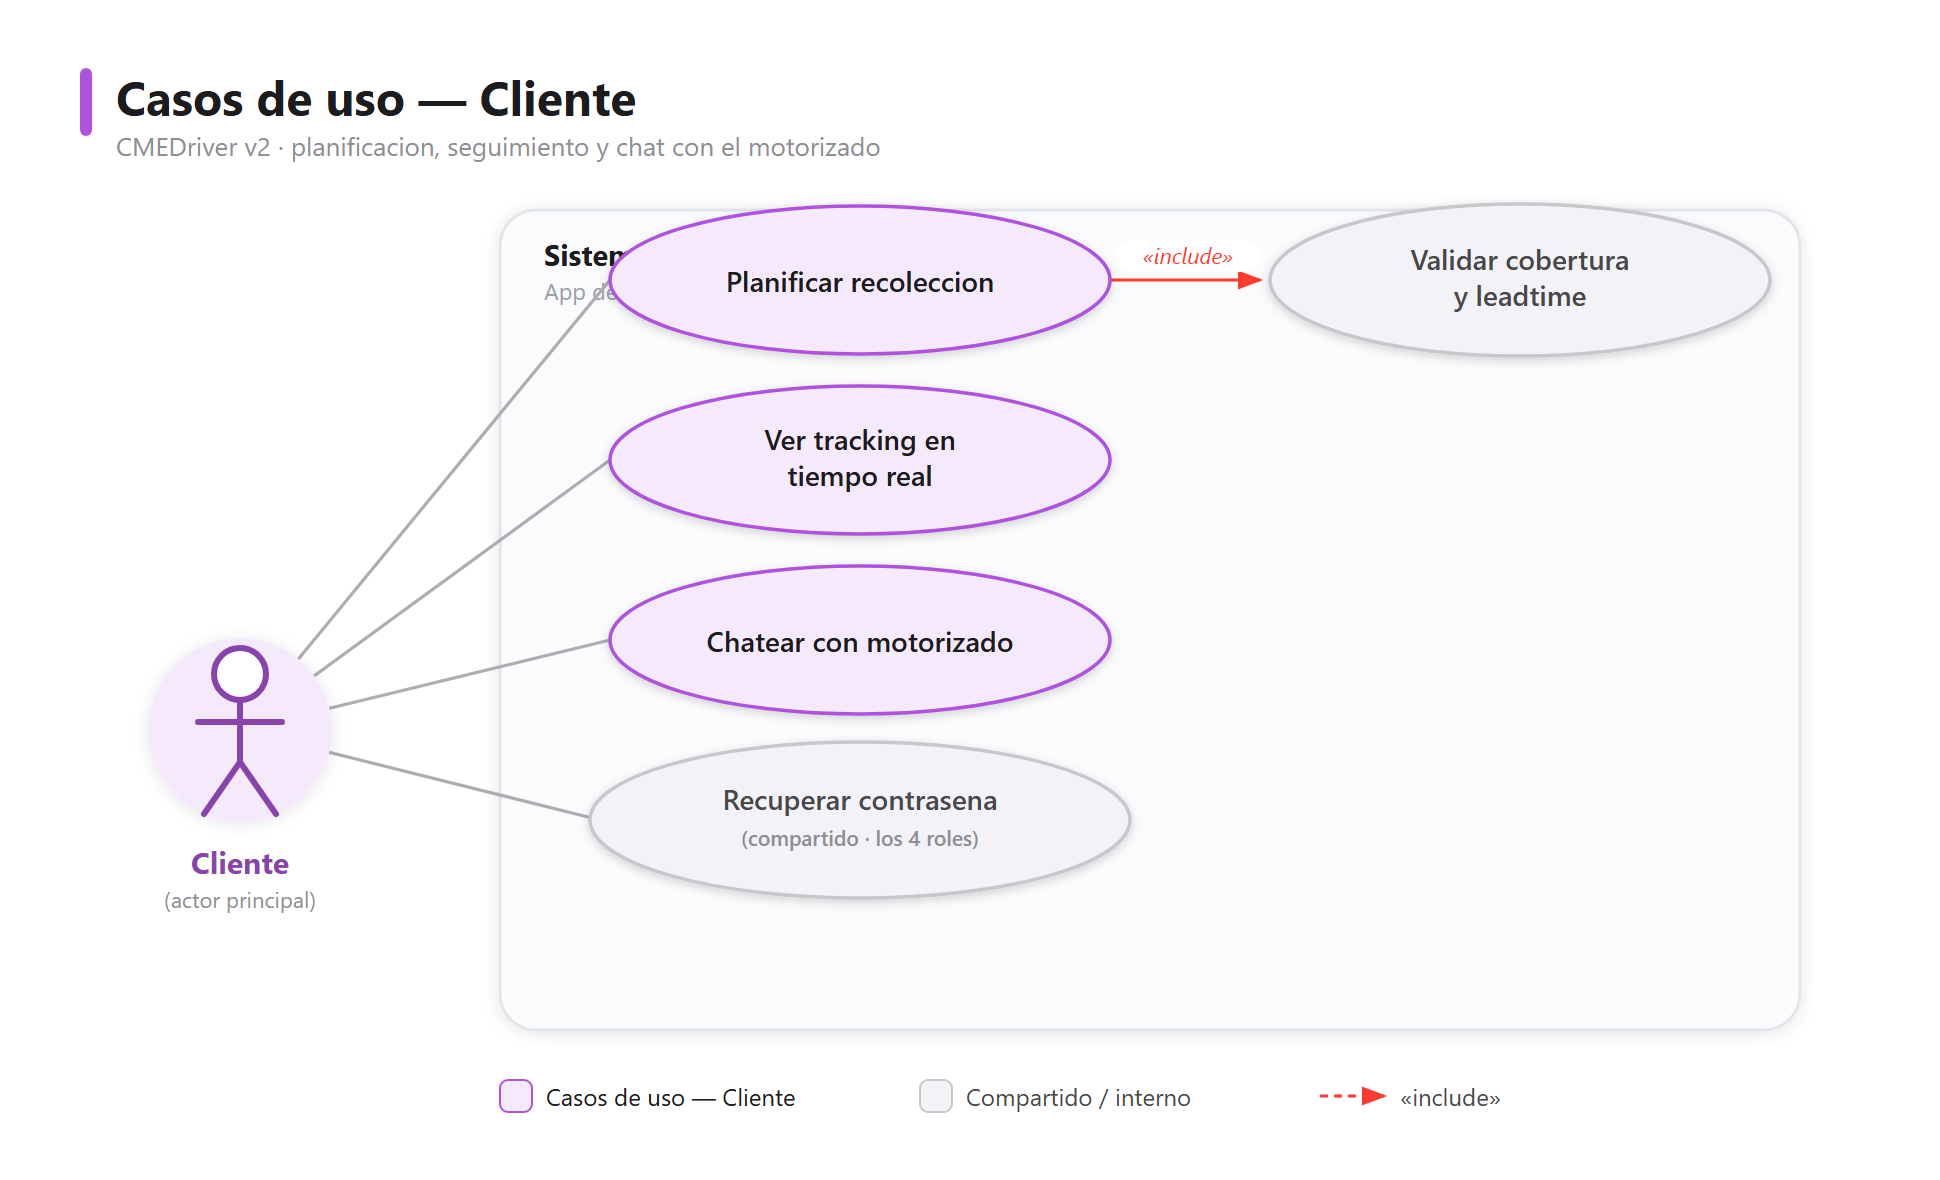 Casos de uso — Cliente
CMEDriver v2 · planificacion, seguimiento y chat con el motorizado
App de
Planificar recoleccion
«include»
Validar cobertura
y leadtime
Ver tracking en
tiempo real
Chatear con motorizado
Recuperar contrasena
(compartido · los 4 roles)
Cliente
(actor principal)
Casos de uso — Cliente
Compartido / interno
«include»